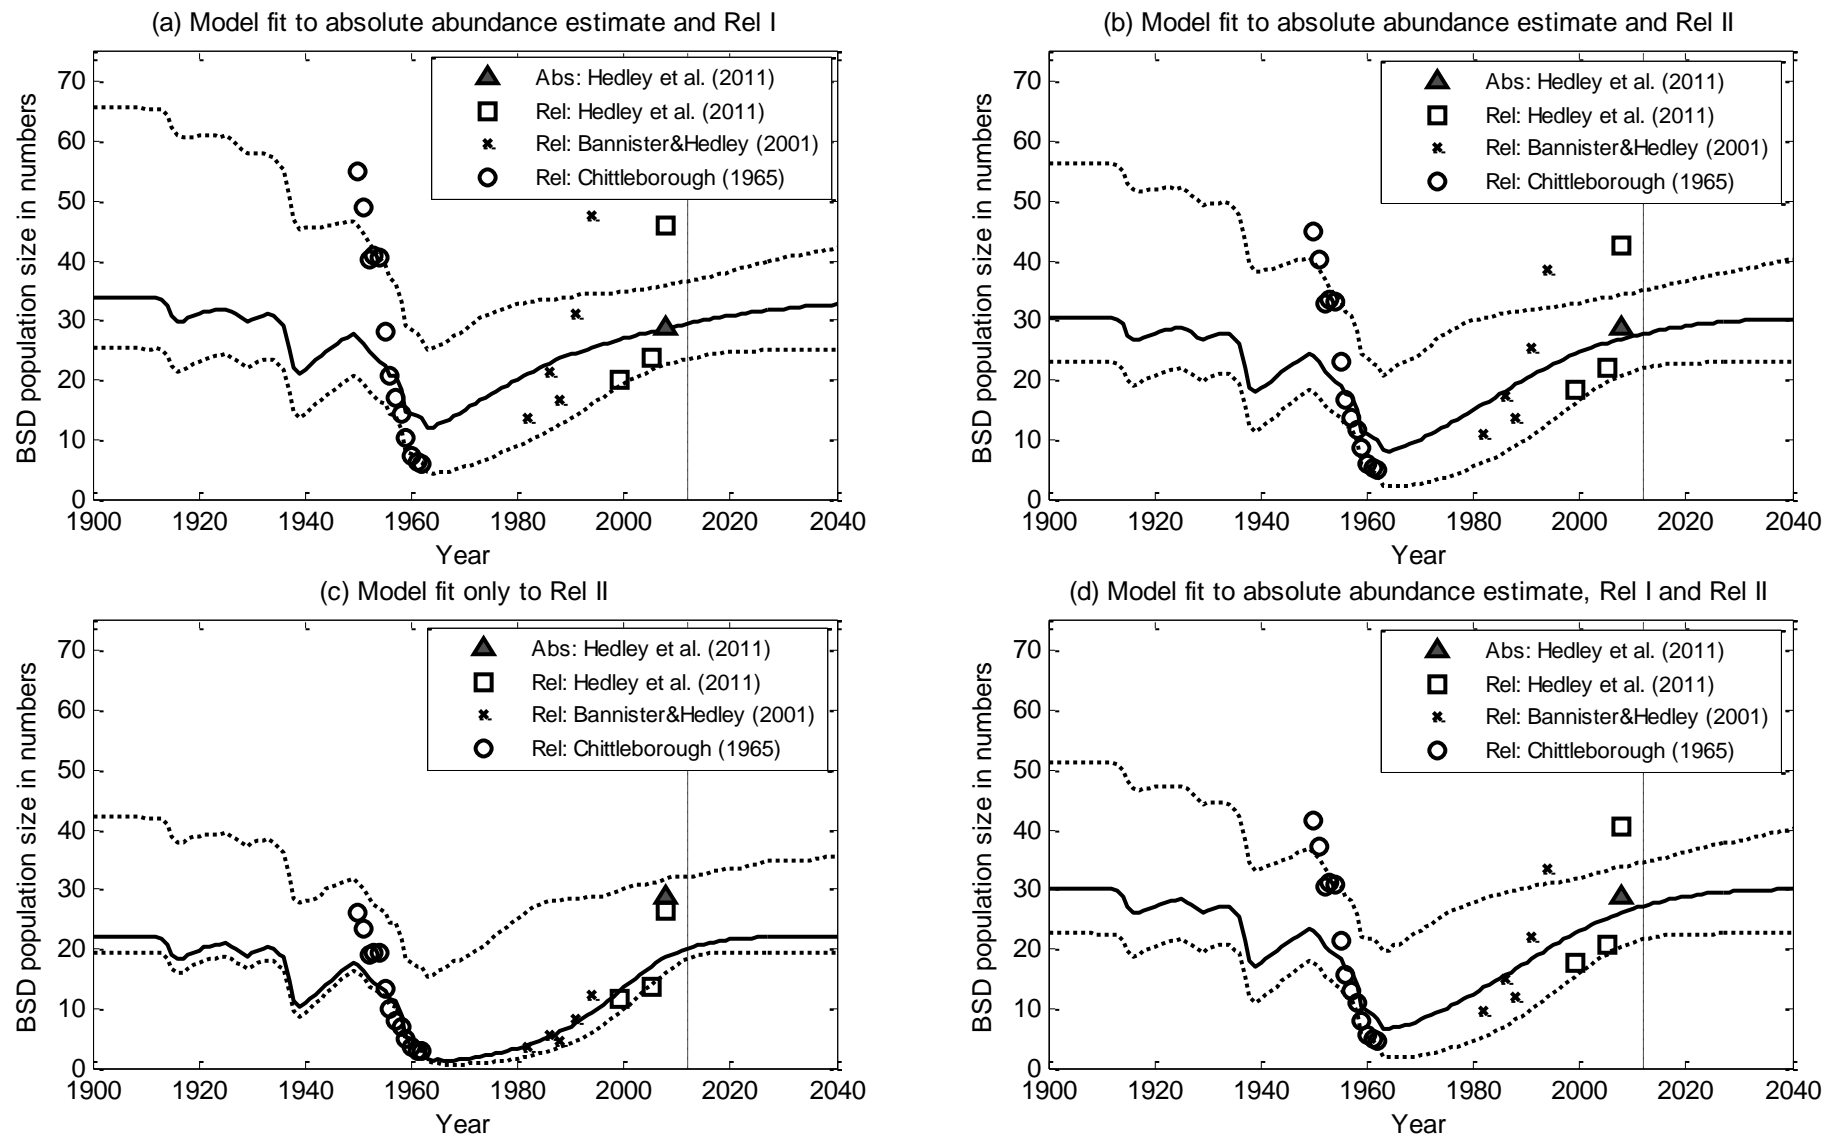 (a) Model fit to absolute abundance estimate and Rel I
BSD population size in numbers
70
60
50
40
30
20
10
0
Abs: Hedley et al. (2011)
Rel: Hedley et al. (2011)
Rel: Bannister&Hedley (2001)
Rel: Chittleborough (1965)
1900 1920 1940 1960 1980 2000 2020 2040
Year
(b) Model fit to absolute abundance estimate and Rel II
BSD population size in numbers
70
60
50
40
30
20
10
0
Abs: Hedley et al. (2011)
Rel: Hedley et al. (2011)
Rel: Bannister&Hedley (2001)
Rel: Chittleborough (1965)
1900 1920 1940 1960 1980 2000 2020 2040
Year
(c) Model fit only to Rel II
BSD population size in numbers
70
60
50
40
30
20
10
0
Abs: Hedley et al. (2011)
Rel: Hedley et al. (2011)
Rel: Bannister&Hedley (2001)
Rel: Chittleborough (1965)
1900 1920 1940 1960 1980 2000 2020 2040
Year
(d) Model fit to absolute abundance estimate, Rel I and Rel II
BSD population size in numbers
70
60
50
40
30
20
10
0
Abs: Hedley et al. (2011)
Rel: Hedley et al. (2011)
Rel: Bannister&Hedley (2001)
Rel: Chittleborough (1965)
1900 1920 1940 1960 1980 2000 2020 2040
Year